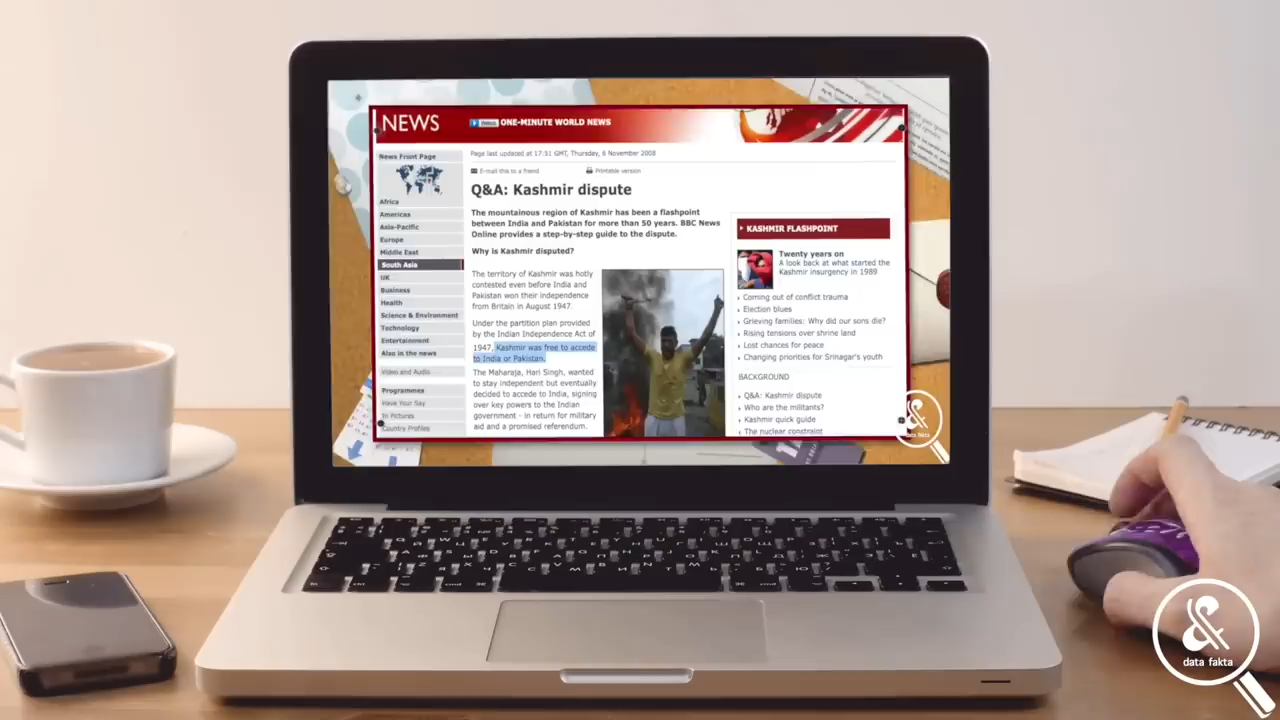 NEWS
ONE-MINUTE WORLD NEWS
News Front Page
Africa
Americas
Asia-Pacific
Europe
Middle East
South Asia
UK
Business
Health
Science & Environment
Technology
Entertainment
Also in the news
Video and Audio
Programmes
Have Your Say
In Pictures
Country Profiles
Page last updated at 17:51 GMT, Thursday, 6 November 2008
E-mail this to a friend
Printable version
Q&A: Kashmir dispute
The mountainous region of Kashmir has been a flashpoint
between India and Pakistan for more than 50 years. BBC News
Online provides a step-by-step guide to the dispute.
Why is Kashmir disputed?
The territory of Kashmir was hotly
contested even before India and
Pakistan won their independence
from Britain in August 1947.
Under the partition plan provided
by the Indian Independence Act of
1947, Kashmir was free to accede
to India or Pakistan.
The Maharaja, Hari Singh, wanted
to stay independent but eventually
decided to accede to India, signing
over key powers to the Indian
government - in return for military
aid and a promised referendum.
KASHMIR FLASHPOINT
Twenty years on
A look back at what started the
Kashmir insurgency in 1989
Coming out of conflict trauma
Election blues
Grieving families: Why did our sons die?
Rising tensions over shrine land
Lost chances for peace
Changing priorities for Srinagar's youth
BACKGROUND
Q&A: Kashmir dispute
Who are the militants?
Kashmir quick guide
The nuclear constraint
data fakta
data fakta